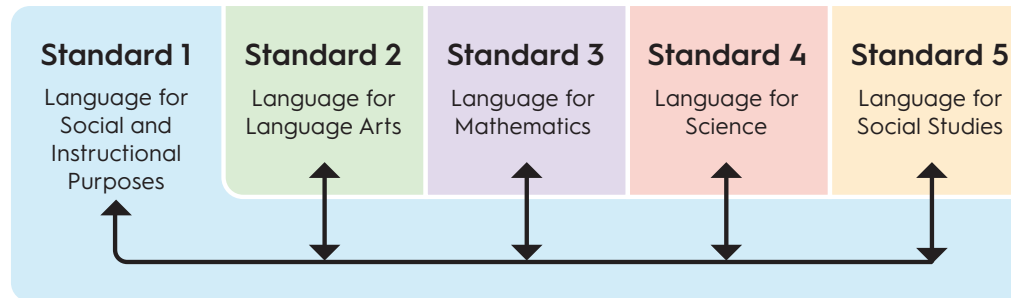 Standard 1
Language for
Social and
Instructional
Purposes
Standard 2
Language for
Language Arts
Standard 3
Language for
Mathematics
Standard 4
Language for
Science
Standard 5
Language for
Social Studies